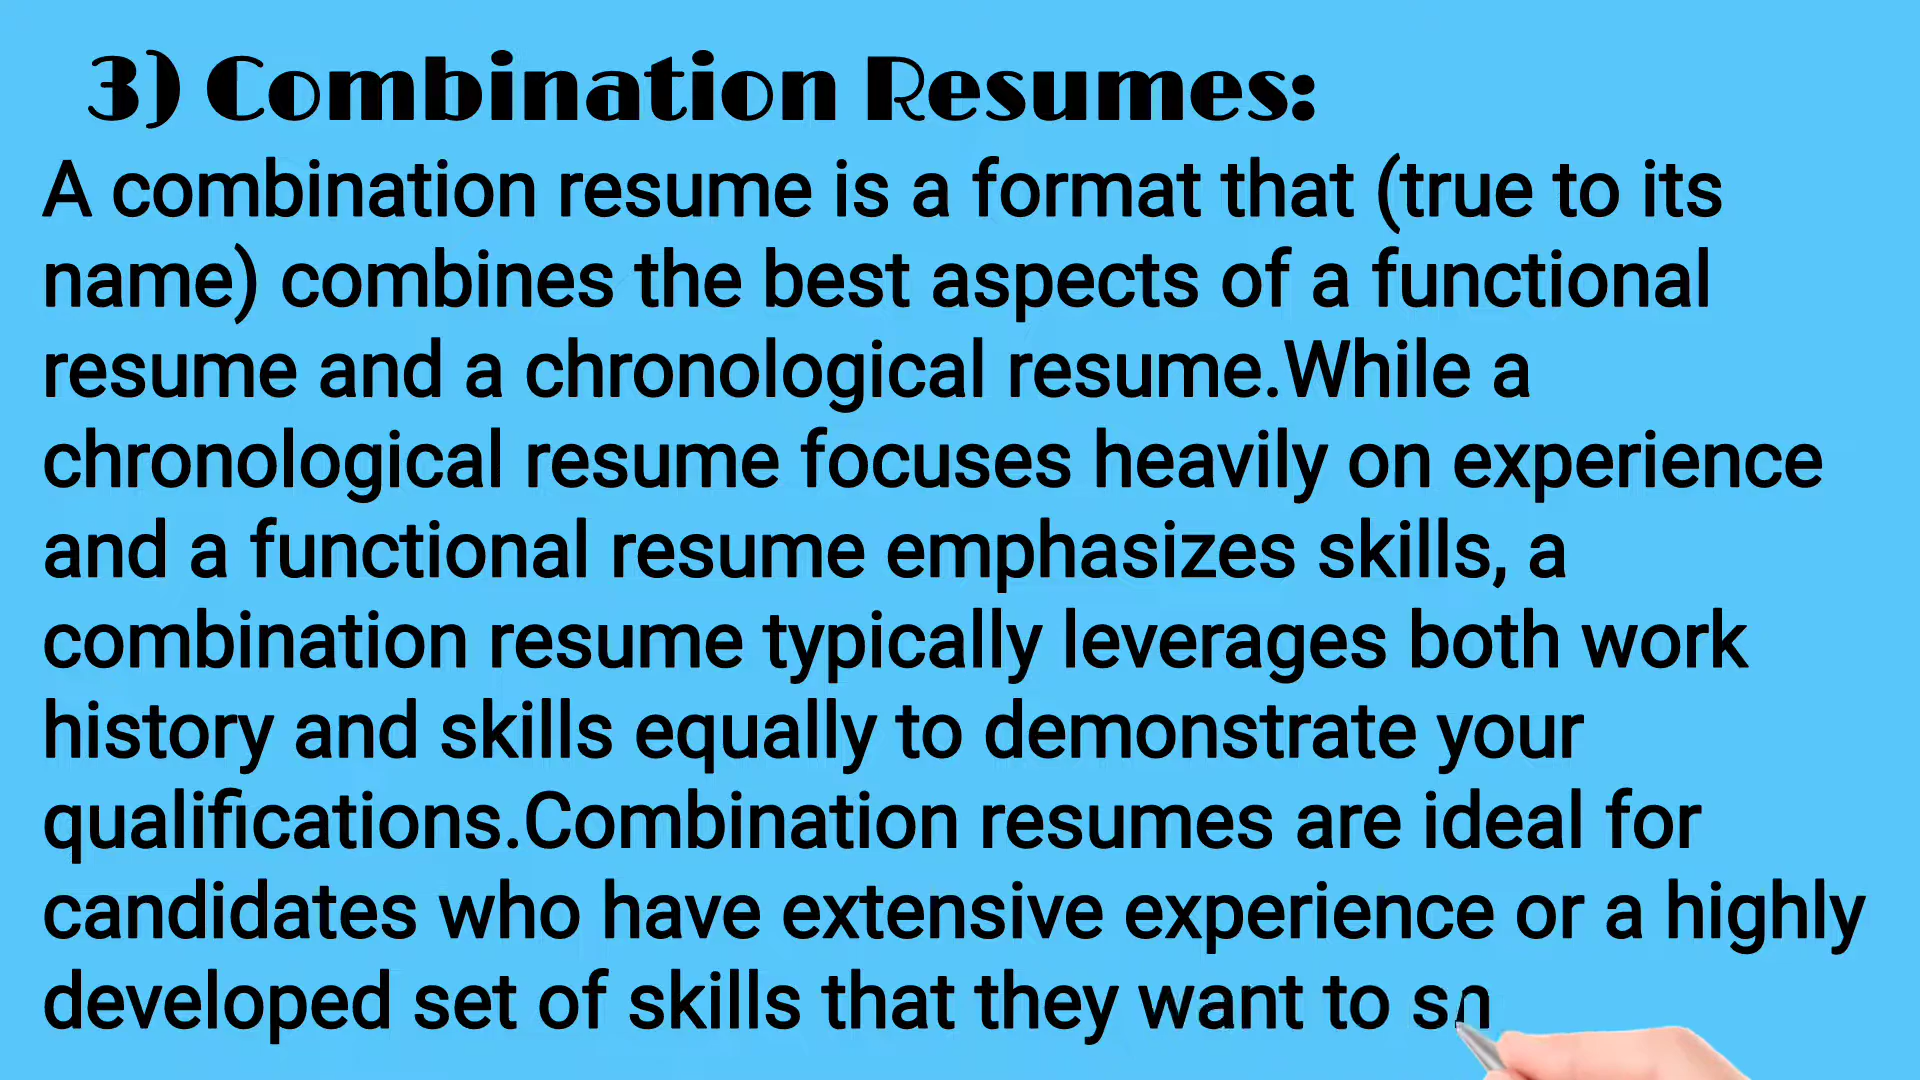 3) Combination Resumes:
A combination resume is a format that (true to its
name) combines the best aspects of a functional
resume and a chronological resume.While a
chronological resume focuses heavily on experience
and a functional resume emphasizes skills, a
combination resume typically leverages both work
history and skills equally to demonstrate your
qualifications.Combination resumes are ideal for
candidates who have extensive experience or a highly
developed set of skills that they want to